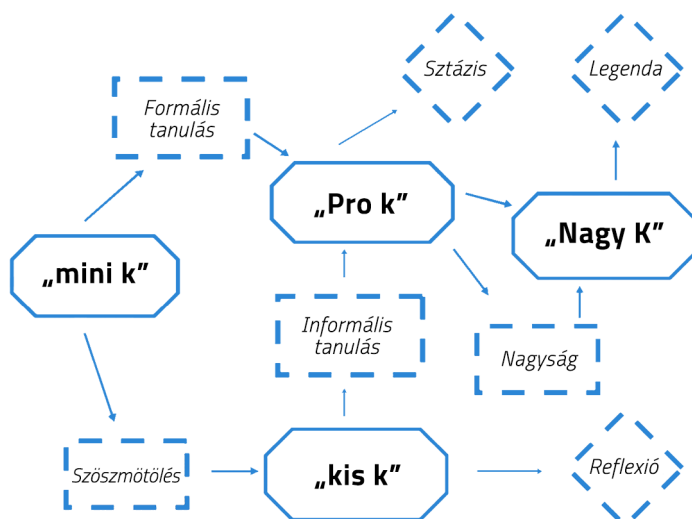 Sztázis
Legenda
Formális
tanulás
„Pro k”
„Nagy K”
„mini k”
Informális
tanulás
Nagyság
Szöszmötölés
„kis k”
Reflexió